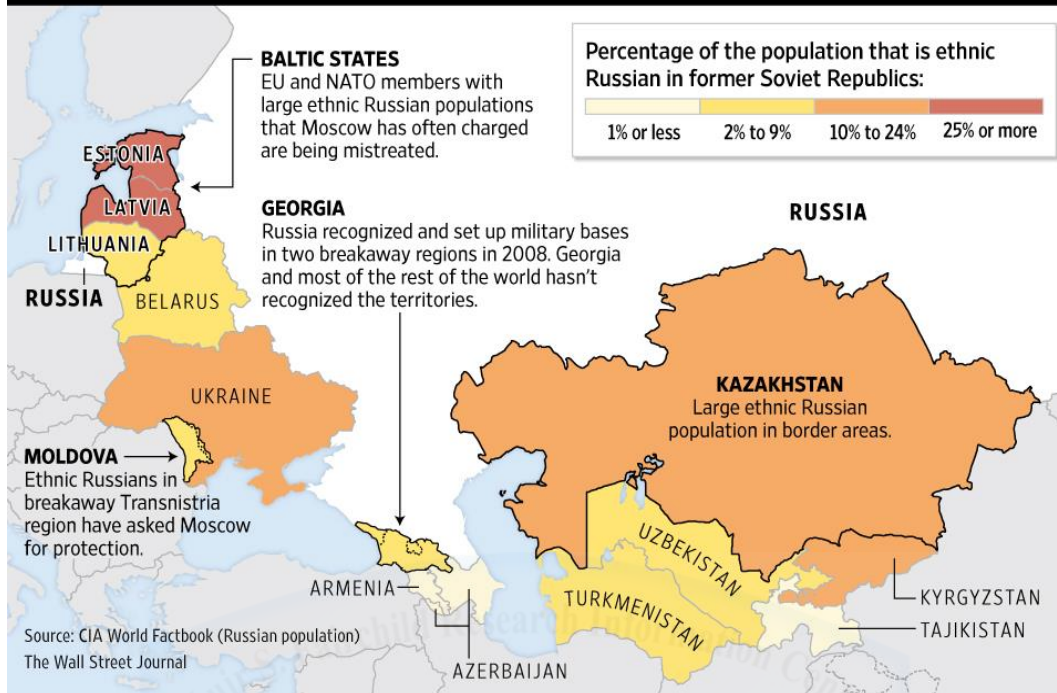 BALTIC STATES
EU and NATO members with
large ethnic Russian populations
that Moscow has often charged
are being mistreated.
Percentage of the population that is ethnic
Russian in former Soviet Republics:
1% or less
2% to 9%
10% to 24%
25% or more
ESTONIA
LATVIA
LITHUANIA
RUSSIA
BELARUS
GEORGIA
Russia recognized and set up military bases
in two breakaway regions in 2008. Georgia
and most of the rest of the world hasn't
recognized the territories.
RUSSIA
UKRAINE
KAZAKHSTAN
Large ethnic Russian
population in border areas.
MOLDOVA
Ethnic Russians in
breakaway Transnistria
region have asked Moscow
for protection.
ARMENIA
AZERBAIJAN
UZBEKISTAN
TURKMENISTAN
KYRGYZSTAN
TAJIKISTAN
Source: CIA World Factbook (Russian population)
The Wall Street Journal